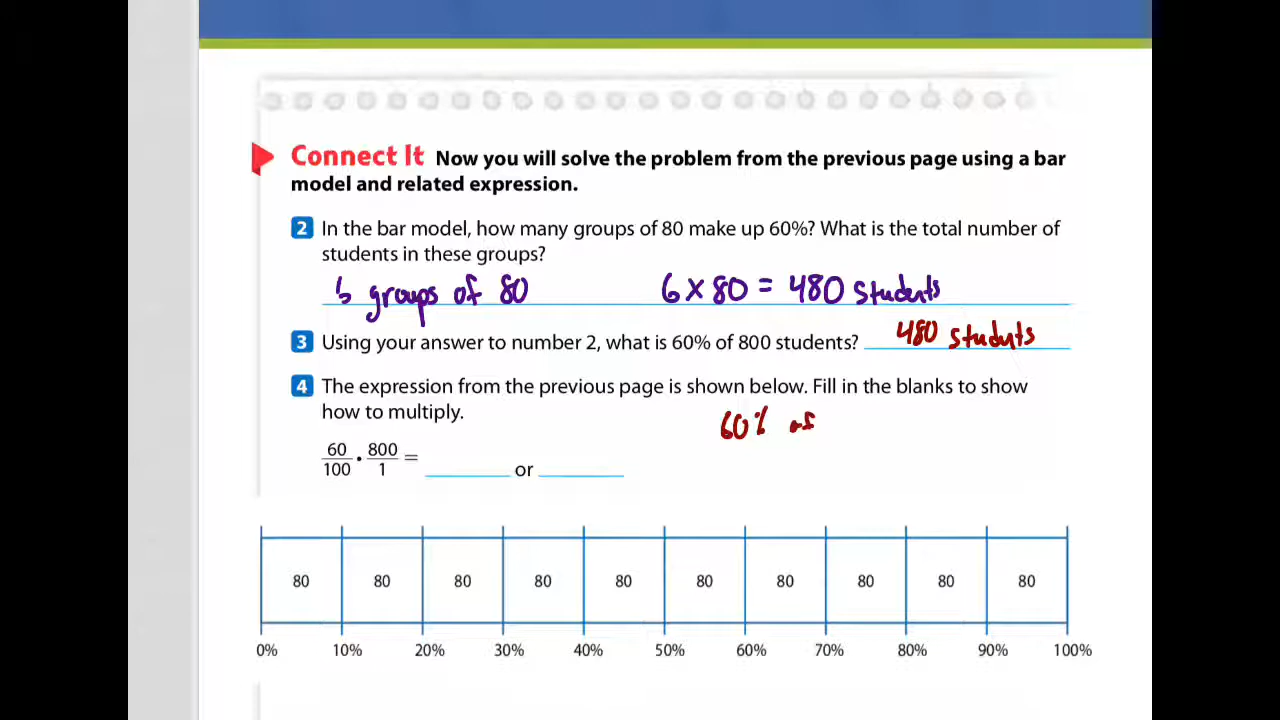 Connect It Now you will solve the problem from the previous page using a bar
model and related expression.
2 In the bar model, how many groups of 80 make up 60%? What is the total number of
students in these groups?
groups of 80 6 × 80 = 480 students
3 Using your answer to number 2, what is 60% of 800 students? 480 students
4 The expression from the previous page is shown below. Fill in the blanks to show
how to multiply.
60% of
60/100 • 800/1 = ______ or ______
80 80 80 80 80 80 80 80 80 80
0% 10% 20% 30% 40% 50% 60% 70% 80% 90% 100%